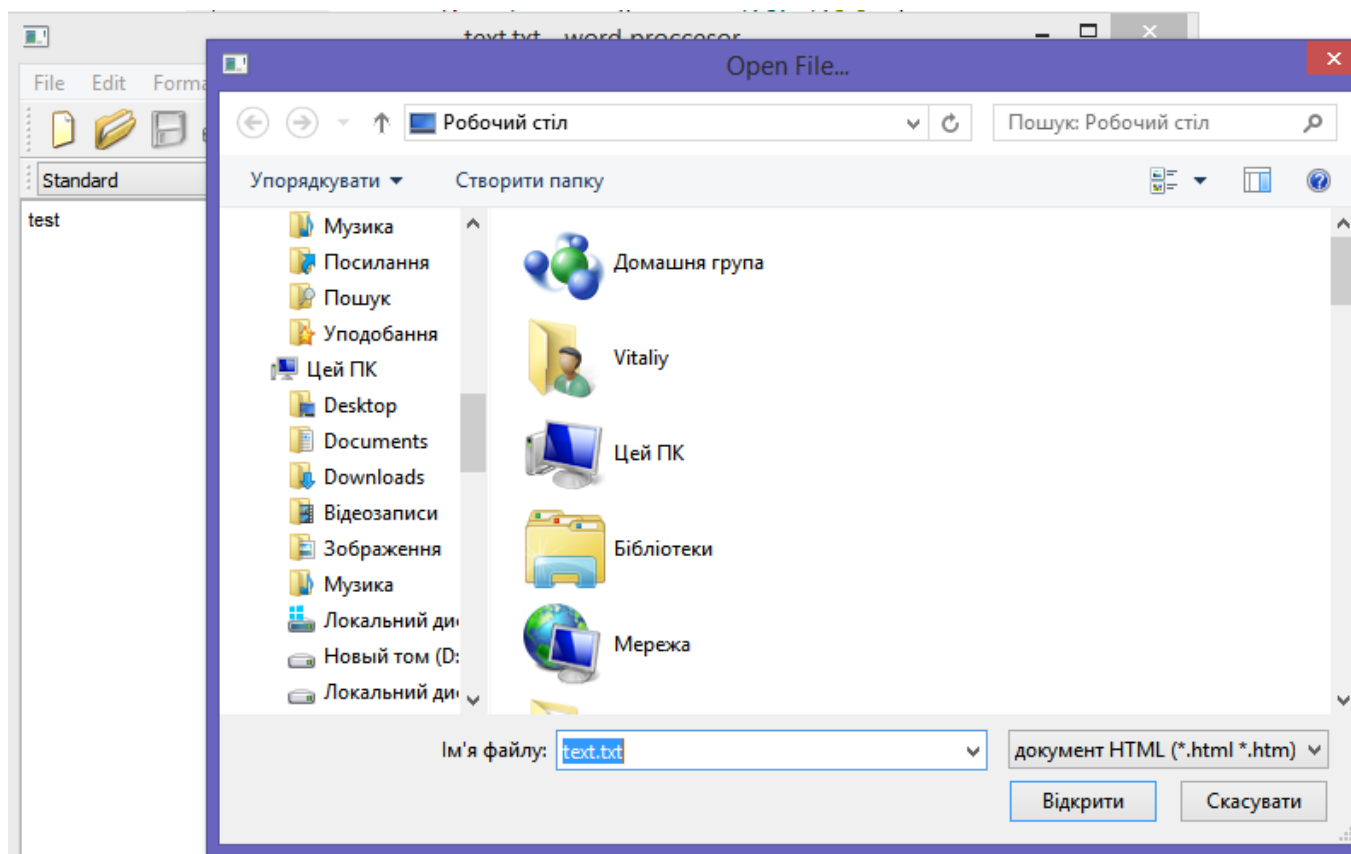 text.txt - word proccesor
Open File...
File Edit Forma
Робочий стіл
Пошук: Робочий стіл
Standard
Упорядкувати
Створити папку
test
Музика
Посилання
Пошук
Уподобання
Цей ПК
Desktop
Documents
Downloads
Відеозаписи
Зображення
Музика
Локальний ди
Новый том (D:
Локальний ди
Домашня група
Vitaliy
Цей ПК
Бібліотеки
Мережа
Ім'я файлу:
text.txt
документ HTML (*.html *.htm)
Відкрити
Скасувати